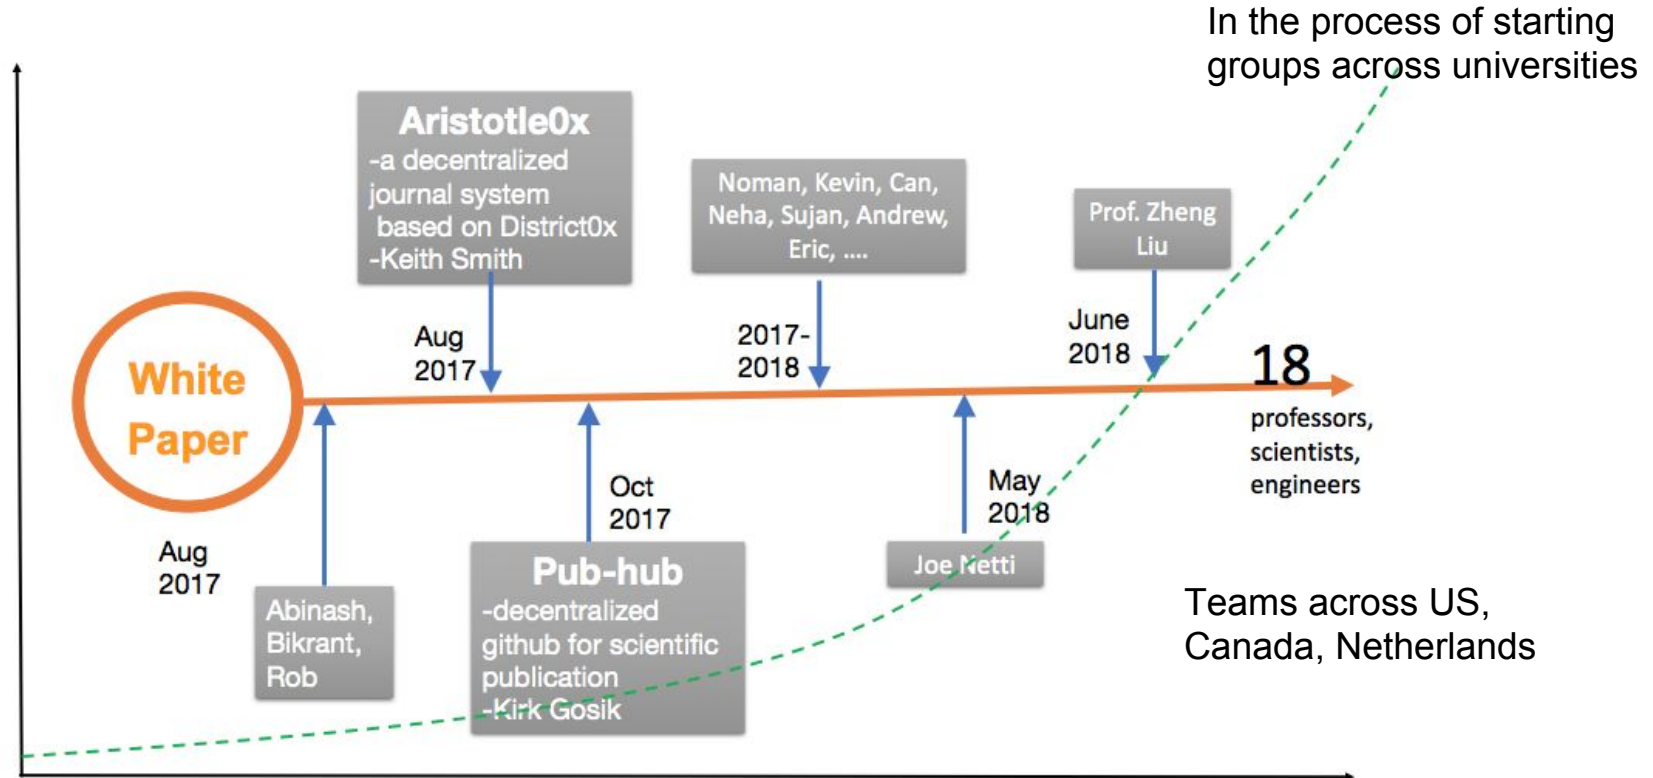 In the process of starting
groups across universities
Aristotle0x
-a decentralized
journal system
based on District0x
-Keith Smith
Noman, Kevin, Can,
Neha, Sujan, Andrew,
Eric, ....
Prof. Zheng
Liu
Aug
2017
2017-
2018
June
2018
18
professors,
scientists,
engineers
White
Paper
Aug
2017
Abinash,
Bikrant,
Rob
Oct
2017
Pub-hub
-decentralized
github for scientific
publication
-Kirk Gosik
May
2018
Joe Netti
Teams across US,
Canada, Netherlands